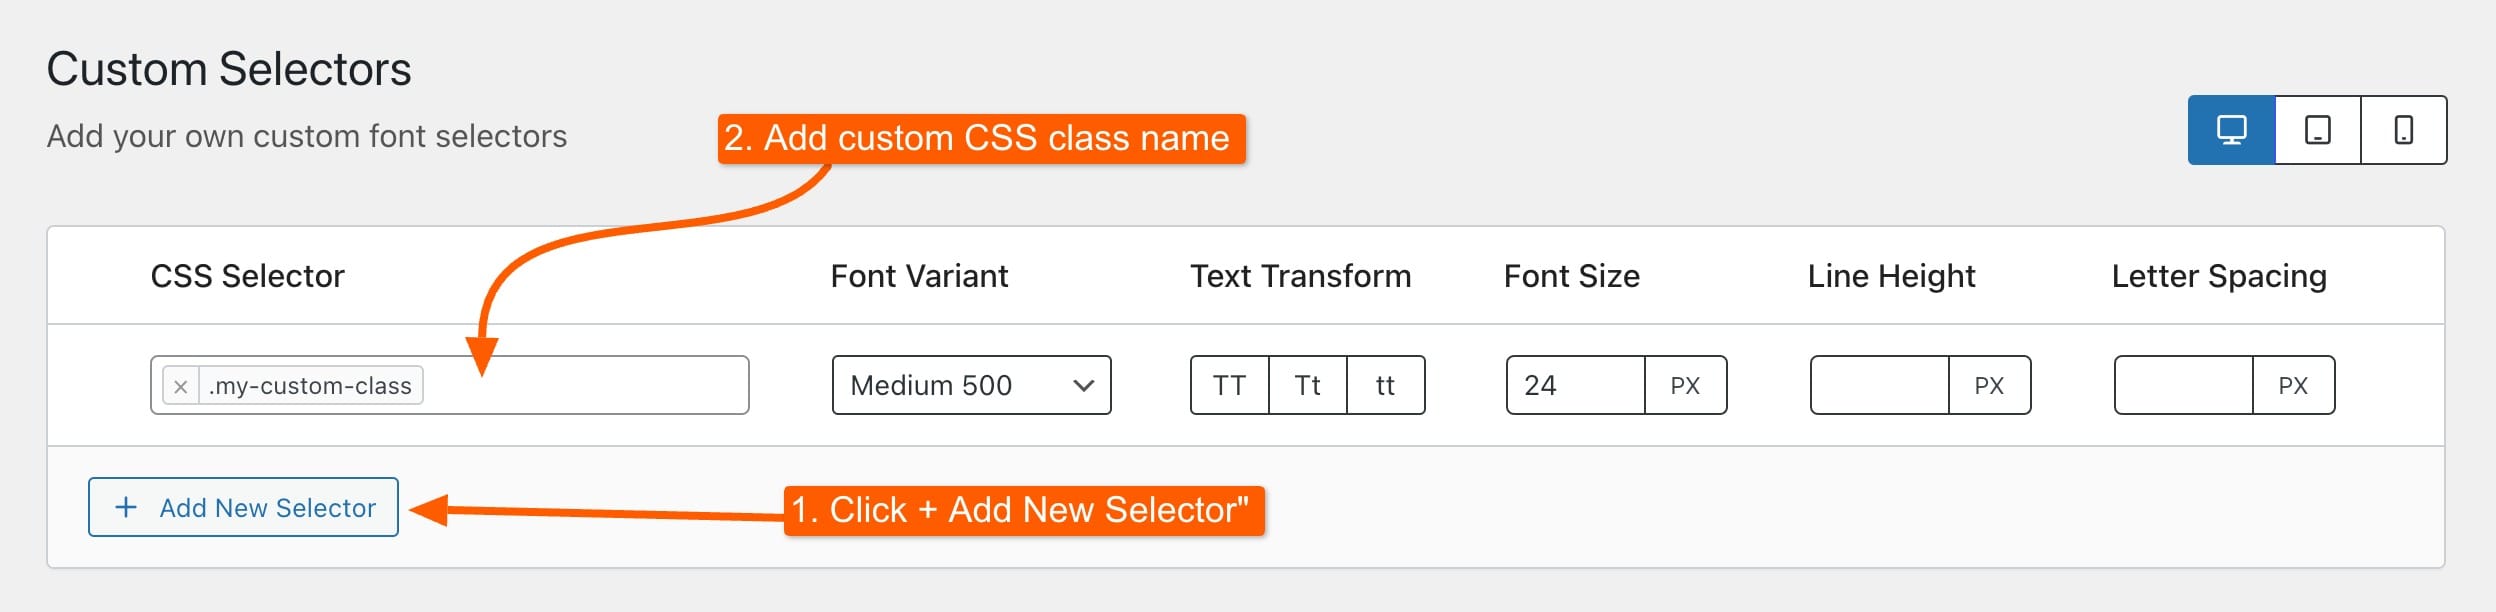 Custom Selectors
Add your own custom font selectors
2. Add custom CSS class name
CSS Selector Font Variant Text Transform Font Size Line Height Letter Spacing
.my-custom-class Medium 500 TT Tt tt 24 PX PX PX
+ Add New Selector
1. Click + Add New Selector"